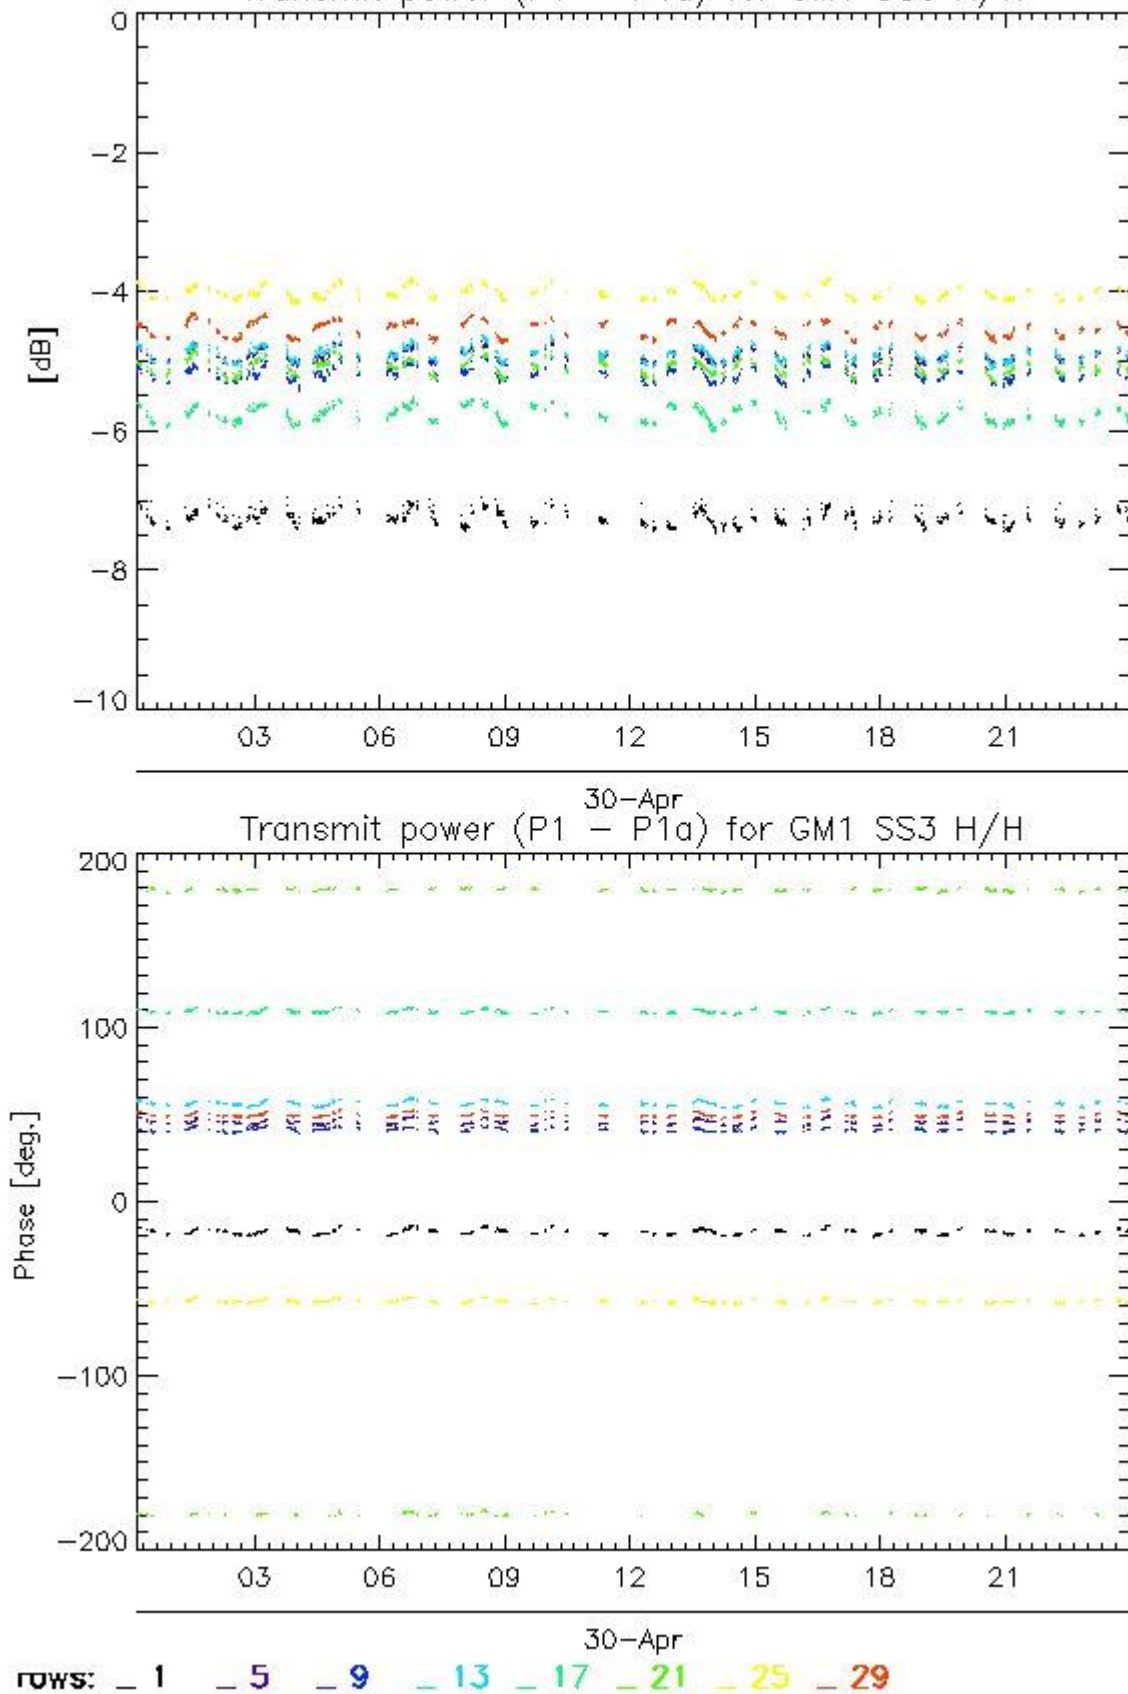 0
-2
-4
[dB]
-6
-8
-10
03 06 09 12 15 18 21
30-Apr
Transmit power (P1 - P1a) for GM1 SS3 H/H
200
100
0
Phase [deg.]
-100
-200
03 06 09 12 15 18 21
30-Apr
rows: _ 1 _ 5 _ 9 _ 13 _ 17 _ 21 _ 25 _ 29